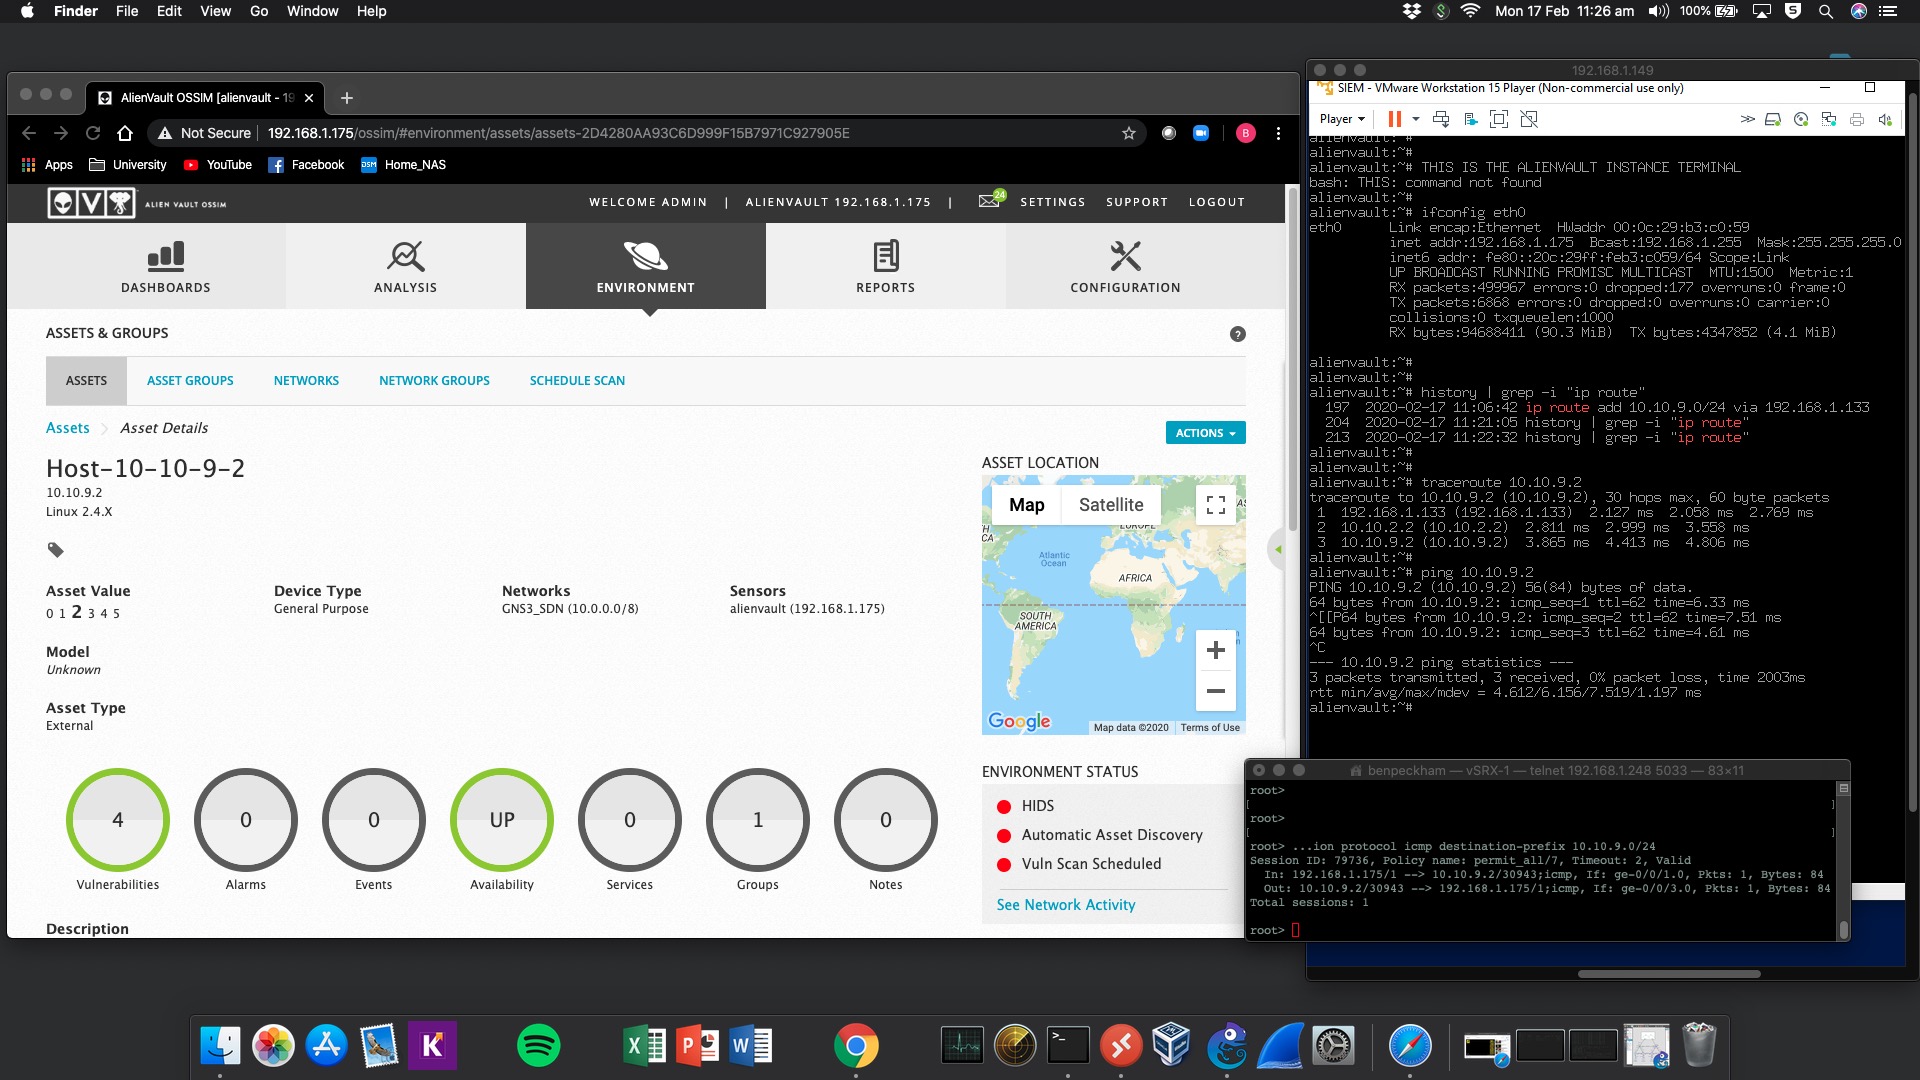 Finder File Edit View Go Window Help
Mon 17 Feb 11:26 am 100%
AlienVault OSSIM [alienvault - 19
Not Secure 192.168.1.175/ossim/#environment/assets/assets-2D4280AA93C6D999F15B7971C927905E
B
Apps University YouTube Facebook DSM Home_NAS
AV ALIEN VAULT OSSIM
WELCOME ADMIN | ALIENVAULT 192.168.1.175 | 24 SETTINGS SUPPORT LOGOUT
DASHBOARDS ANALYSIS ENVIRONMENT REPORTS CONFIGURATION
ASSETS & GROUPS ?
ASSETS ASSET GROUPS NETWORKS NETWORK GROUPS SCHEDULE SCAN
Assets Asset Details
ACTIONS
Host-10-10-9-2
10.10.9.2
Linux 2.4.X
Asset Value
0 1 2 3 4 5
Device Type
General Purpose
Networks
GNS3_SDN (10.0.0.0/8)
Sensors
alienvault (192.168.1.175)
Model
Unknown
Asset Type
External
4 0 0 UP 0 1 0
Vulnerabilities Alarms Events Availability Services Groups Notes
Description
ASSET LOCATION
Map Satellite
EUROPE
Atlantic
Ocean
AFRICA
SOUTH
AMERICA
Google Map data ©2020 Terms of Use
ENVIRONMENT STATUS
HIDS
Automatic Asset Discovery
Vuln Scan Scheduled
See Network Activity
192.168.1.149
SIEM - VMware Workstation 15 Player (Non-commercial use only)
Player
alienvault:~#
alienvault:~#
alienvault:~# THIS IS THE ALIENVAULT INSTANCE TERMINAL
bash: THIS: command not found
alienvault:~#
alienvault:~# ifconfig eth0
eth0 Link encap:Ethernet HWaddr 00:0c:29:b3:c0:59
inet addr:192.168.1.175 Bcast:192.168.1.255 Mask:255.255.255.0
inet6 addr: fe80::20c:29ff:feb3:c059/64 Scope:Link
UP BROADCAST RUNNING PROMISC MULTICAST MTU:1500 Metric:1
RX packets:499967 errors:0 dropped:177 overruns:0 frame:0
TX packets:6868 errors:0 dropped:0 overruns:0 carrier:0
collisions:0 txqueuelen:1000
RX bytes:94688411 (90.3 MiB) TX bytes:4347852 (4.1 MiB)
alienvault:~#
alienvault:~#
alienvault:~# history | grep -i "ip route"
197 2020-02-17 11:06:42 ip route add 10.10.9.0/24 via 192.168.1.133
204 2020-02-17 11:21:05 history | grep -i "ip route"
213 2020-02-17 11:22:32 history | grep -i "ip route"
alienvault:~#
alienvault:~#
alienvault:~# traceroute 10.10.9.2
traceroute to 10.10.9.2 (10.10.9.2), 30 hops max, 60 byte packets
1 192.168.1.133 (192.168.1.133) 2.127 ms 2.058 ms 2.769 ms
2 10.10.2.2 (10.10.2.2) 2.811 ms 2.999 ms 3.558 ms
3 10.10.9.2 (10.10.9.2) 3.865 ms 4.413 ms 4.806 ms
alienvault:~#
alienvault:~# ping 10.10.9.2
PING 10.10.9.2 (10.10.9.2) 56(84) bytes of data.
64 bytes from 10.10.9.2: icmp_seq=1 ttl=62 time=6.33 ms
^[[P64 bytes from 10.10.9.2: icmp_seq=2 ttl=62 time=7.51 ms
64 bytes from 10.10.9.2: icmp_seq=3 ttl=62 time=4.61 ms
^C
--- 10.10.9.2 ping statistics ---
3 packets transmitted, 3 received, 0% packet loss, time 2003ms
rtt min/avg/max/mdev = 4.612/6.156/7.519/1.197 ms
alienvault:~#
benpeckham — vSRX-1 — telnet 192.168.1.248 5033 — 83×11
root>
[ ]
root>
[ ]
root> ...ion protocol icmp destination-prefix 10.10.9.0/24
Session ID: 79736, Policy name: permit_all/7, Timeout: 2, Valid
In: 192.168.1.175/1 --> 10.10.9.2/30943;icmp, If: ge-0/0/1.0, Pkts: 1, Bytes: 84
Out: 10.10.9.2/30943 --> 192.168.1.175/1;icmp, If: ge-0/0/3.0, Pkts: 1, Bytes: 84
Total sessions: 1
root>